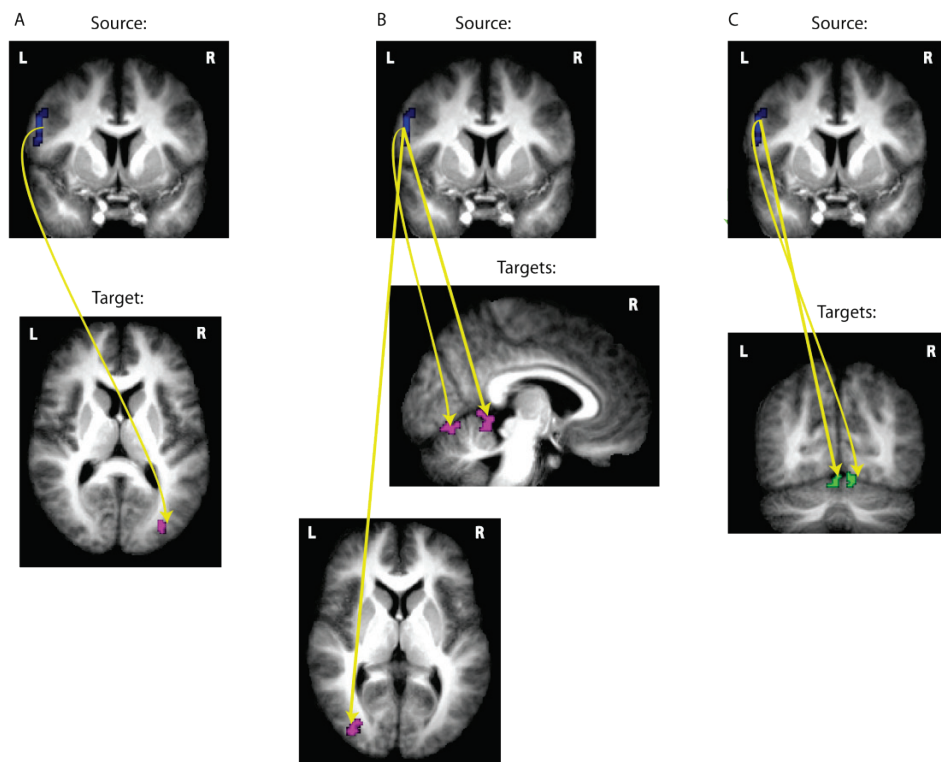 A
Source:
L R
Target:
L R
B
Source:
L R
Targets:
R
L R
C
Source:
L R
Targets:
L R